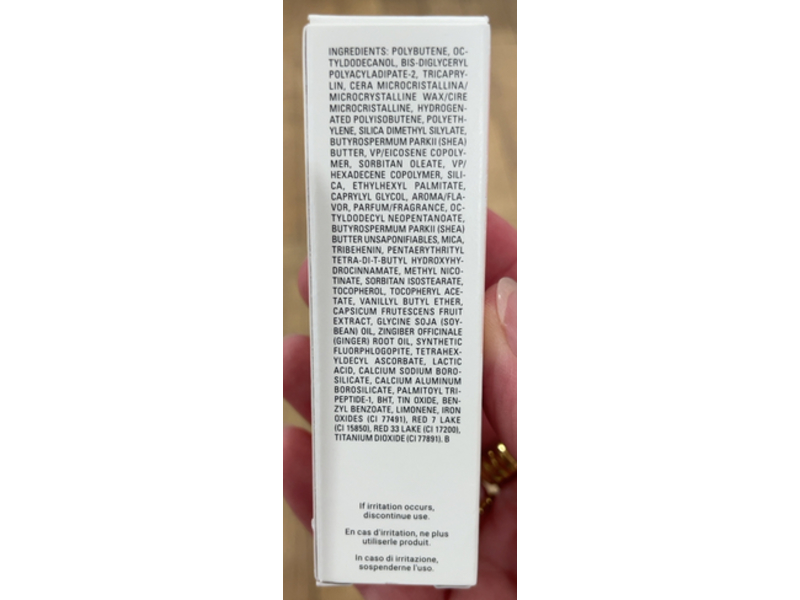 INGREDIENTS: POLYBUTENE, OC-
TYLDODECANOL, BIS-DIGLYCERYL
POLYACYLADIPATE-2, TRICAPRY-
LIN, CERA MICROCRISTALLINA/
MICROCRYSTALLINE WAX/CIRE
MICROCRISTALLINE, HYDROGEN-
ATED POLYISOBUTENE, POLYETH-
YLENE, SILICA DIMETHYL SILYLATE,
BUTYROSPERMUM PARKII (SHEA)
BUTTER, VP/EICOSENE COPOLY-
MER, SORBITAN OLEATE, VP/
HEXADECENE COPOLYMER, SILI-
CA, ETHYLHEXYL PALMITATE,
CAPRYLYL GLYCOL, AROMA/FLA-
VOR, PARFUM/FRAGRANCE, OC-
TYLDODECYL NEOPENTANOATE,
BUTYROSPERMUM PARKII (SHEA)
BUTTER UNSAPONIFIABLES, MICA,
TRIBEHENIN, PENTAERYTHRITYL
TETRA-DI-T-BUTYL HYDROXYHY-
DROCINNAMATE, METHYL NICO-
TINATE, SORBITAN ISOSTEARATE,
TOCOPHEROL, TOCOPHERYL ACE-
TATE, VANILLYL BUTYL ETHER,
CAPSICUM FRUTESCENS FRUIT
EXTRACT, GLYCINE SOJA (SOY-
BEAN) OIL, ZINGIBER OFFICINALE
(GINGER) ROOT OIL, SYNTHETIC
FLUORPHLOGOPITE, TETRAHEX-
YLDECYL ASCORBATE, LACTIC
ACID, CALCIUM SODIUM BORO-
SILICATE, CALCIUM ALUMINUM
BOROSILICATE, PALMITOYL TRI-
PEPTIDE-1, BHT, TIN OXIDE, BEN-
ZYL BENZOATE, LIMONENE, IRON
OXIDES (CI 77491), RED 7 LAKE
(CI 15850), RED 33 LAKE (CI 17200),
TITANIUM DIOXIDE (CI 77891). B
If irritation occurs,
discontinue use.
En cas d'irritation, ne plus
utiliserle produit.
In caso di irritazione,
sospenderne l'uso.